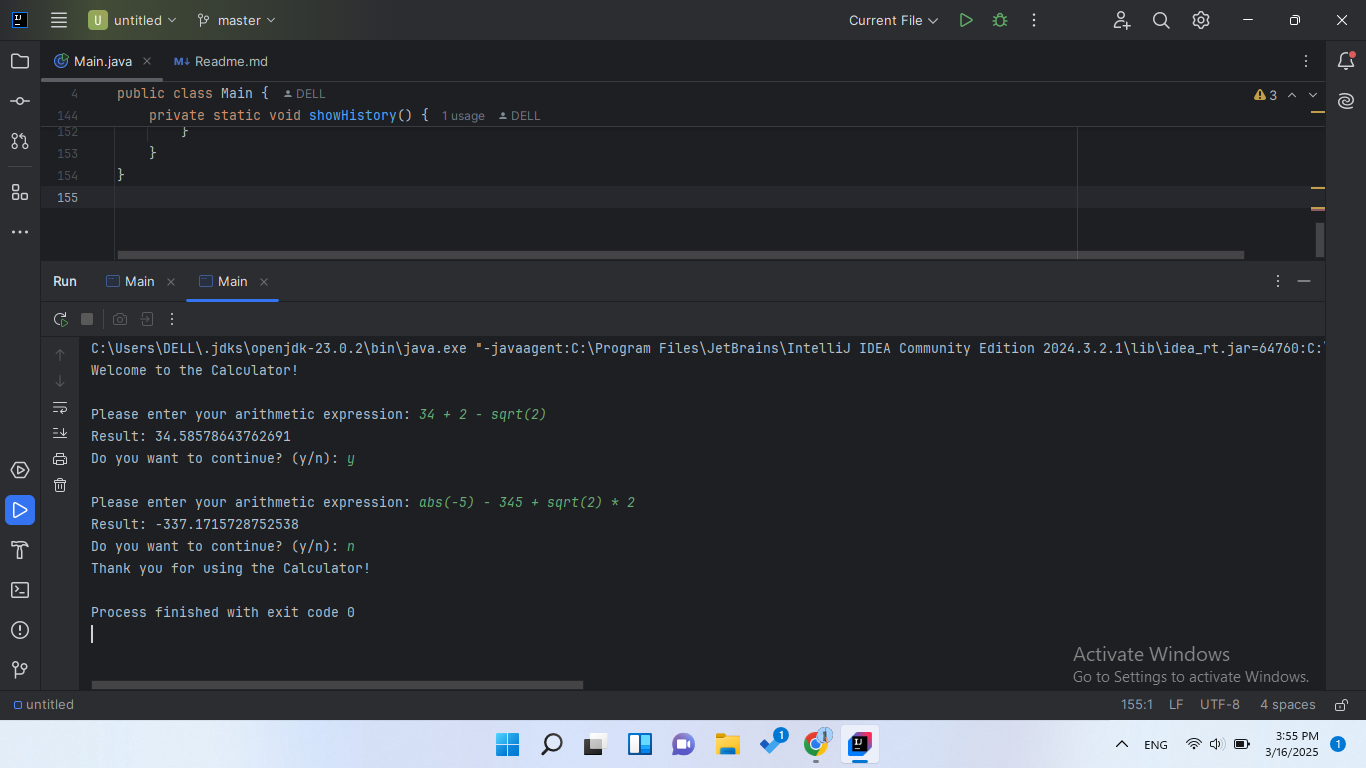 U untitled master Current File
Main.java Readme.md
4 public class Main { DELL 3
144 private static void showHistory() { 1 usage DELL
152 }
153 }
154 }
155
Run Main Main
C:\Users\DELL\.jdks\openjdk-23.0.2\bin\java.exe "-javaagent:C:\Program Files\JetBrains\IntelliJ IDEA Community Edition 2024.3.2.1\lib\idea_rt.jar=64760:C:\
Welcome to the Calculator!
Please enter your arithmetic expression: 34 + 2 - sqrt(2)
Result: 34.58578643762691
Do you want to continue? (y/n): y
Please enter your arithmetic expression: abs(-5) - 345 + sqrt(2) * 2
Result: -337.1715728752538
Do you want to continue? (y/n): n
Thank you for using the Calculator!
Process finished with exit code 0
Activate Windows
Go to Settings to activate Windows.
untitled 155:1 LF UTF-8 4 spaces
1 1 ENG 3:55 PM 1
3/16/2025